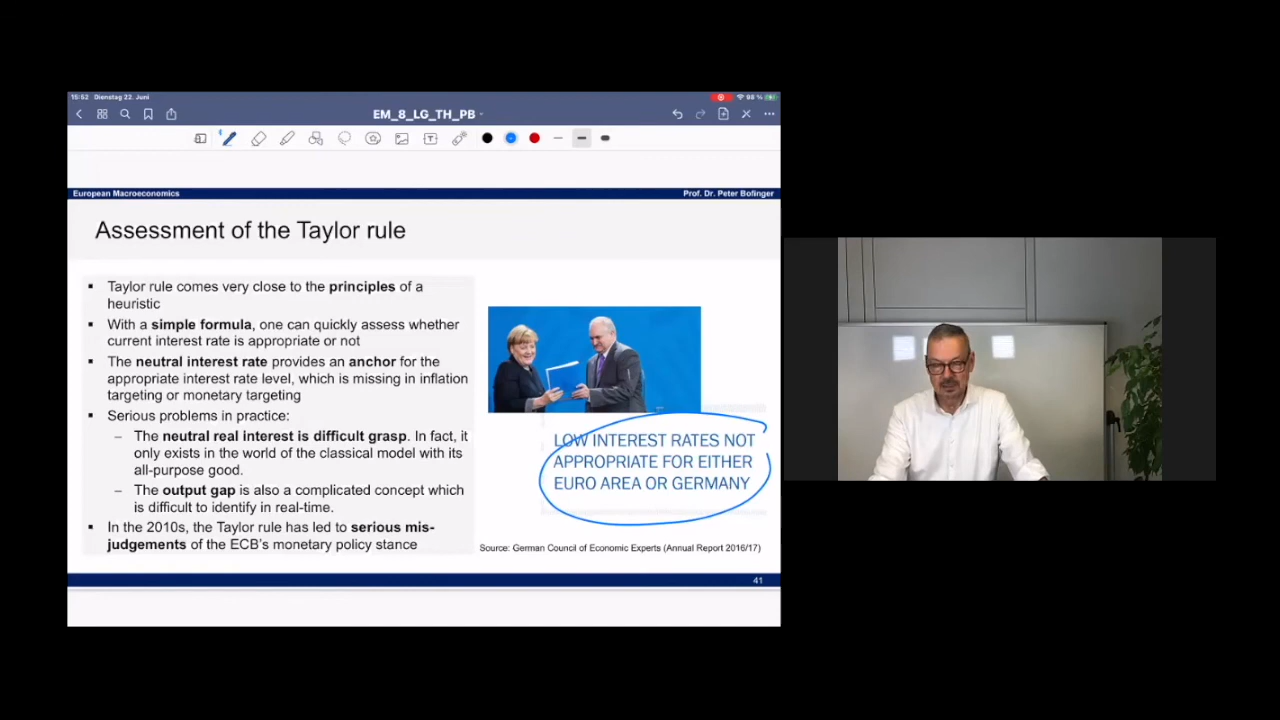 15:52 Dienstag 22. Juni
98 %
EM_8_LG_TH_PB
European Macroeconomics
Prof. Dr. Peter Bofinger
Assessment of the Taylor rule
Taylor rule comes very close to the principles of a
heuristic
With a simple formula, one can quickly assess whether
current interest rate is appropriate or not
The neutral interest rate provides an anchor for the
appropriate interest rate level, which is missing in inflation
targeting or monetary targeting
Serious problems in practice:
– The neutral real interest is difficult grasp. In fact, it
only exists in the world of the classical model with its
all-purpose good.
– The output gap is also a complicated concept which
is difficult to identify in real-time.
In the 2010s, the Taylor rule has led to serious mis-
judgements of the ECB's monetary policy stance
LOW INTEREST RATES NOT
APPROPRIATE FOR EITHER
EURO AREA OR GERMANY
Source: German Council of Economic Experts (Annual Report 2016/17)
41